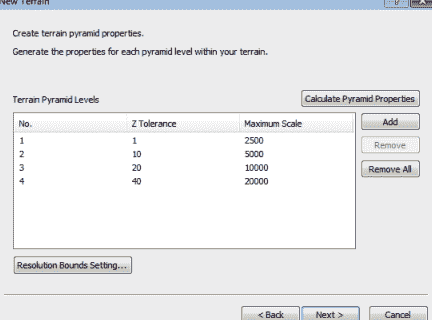 New Terrain
Create terrain pyramid properties.
Generate the properties for each pyramid level within your terrain.
Terrain Pyramid Levels
Calculate Pyramid Properties
No. Z Tolerance Maximum Scale
1 1 2500
2 10 5000
3 20 10000
4 40 20000
Add
Remove
Remove All
Resolution Bounds Setting...
< Back Next > Cancel